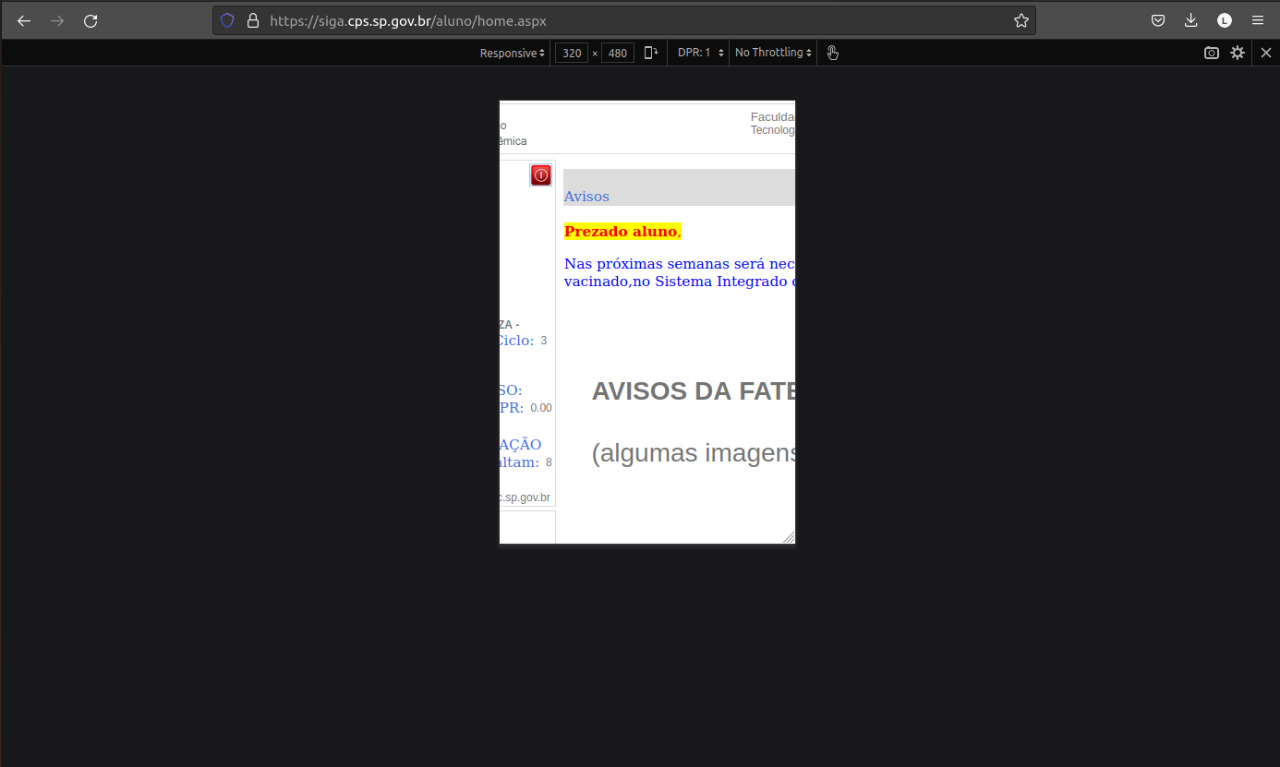 https://siga.cps.sp.gov.br/aluno/home.aspx
L
Responsive 320 × 480 DPR: 1 No Throttling
Faculda
Tecnolog
o
êmica
Avisos
Prezado aluno,
Nas próximas semanas será nec
vacinado,no Sistema Integrado
ZA -
Ciclo: 3
SO:
PR: 0.00
AÇÃO
altam: 8
c.sp.gov.br
AVISOS DA FATE
(algumas imagens